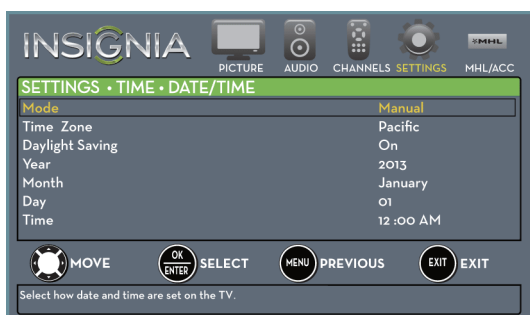 INSIGNIA
PICTURE AUDIO CHANNELS SETTINGS MHL MHL/ACC
SETTINGS • TIME • DATE/TIME
Mode Manual
Time Zone Pacific
Daylight Saving On
Year 2013
Month January
Day 01
Time 12 :00 AM
MOVE OK ENTER SELECT MENU PREVIOUS EXIT EXIT
Select how date and time are set on the TV.